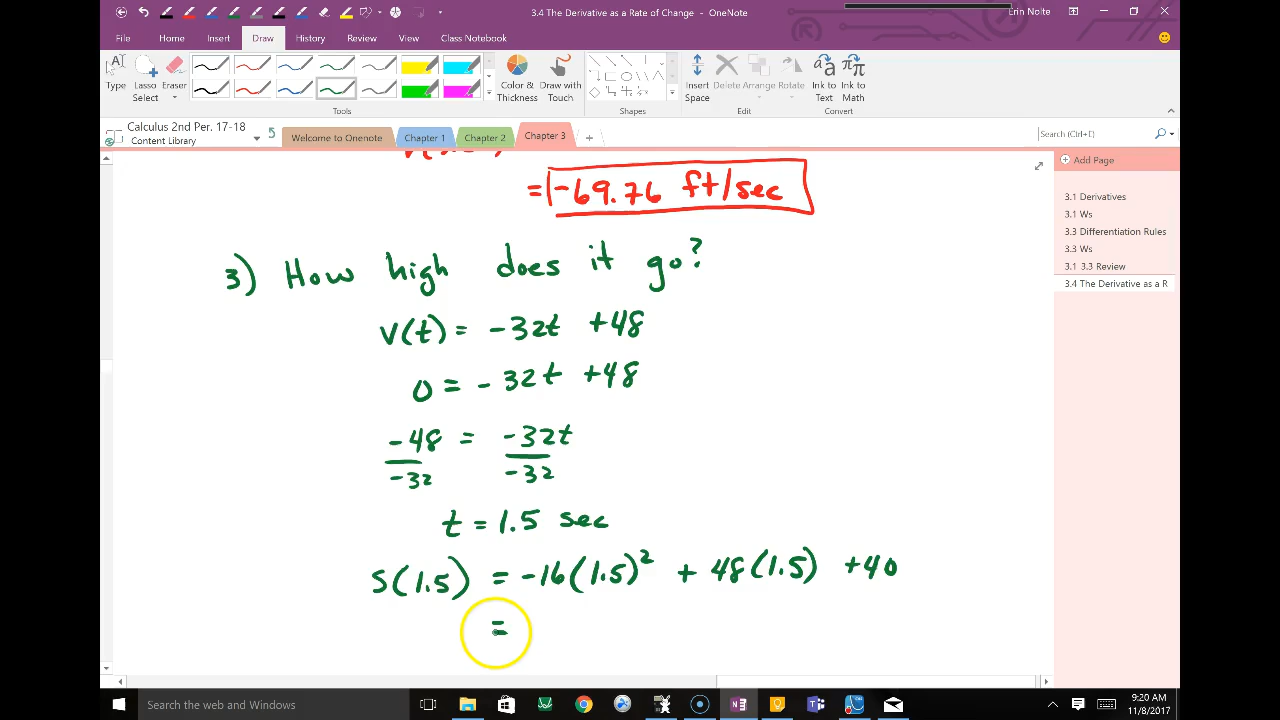 3.4 The Derivative as a Rate of Change - OneNote
Erin Nolte
File Home Insert Draw History Review View Class Notebook
Type Lasso Select Eraser
Color & Thickness Draw with Touch
Insert Space Delete Arrange Rotate
Ink to Text Ink to Math
Tools Shapes Edit Convert
Calculus 2nd Per. 17-18
Content Library
Welcome to Onenote Chapter 1 Chapter 2 Chapter 3
Search (Ctrl+E)
Add Page
3.1 Derivatives
3.1 Ws
3.3 Differentiation Rules
3.3 Ws
3.1 3.3 Review
3.4 The Derivative as a R
= -69.76 ft/sec
3) How high does it go?
v(t) = -32t +48
0 = -32t +48
-48 = -32t
-32 -32
t = 1.5 sec
S(1.5) = -16(1.5)² + 48(1.5) +40
=
Search the web and Windows
9:20 AM
11/8/2017